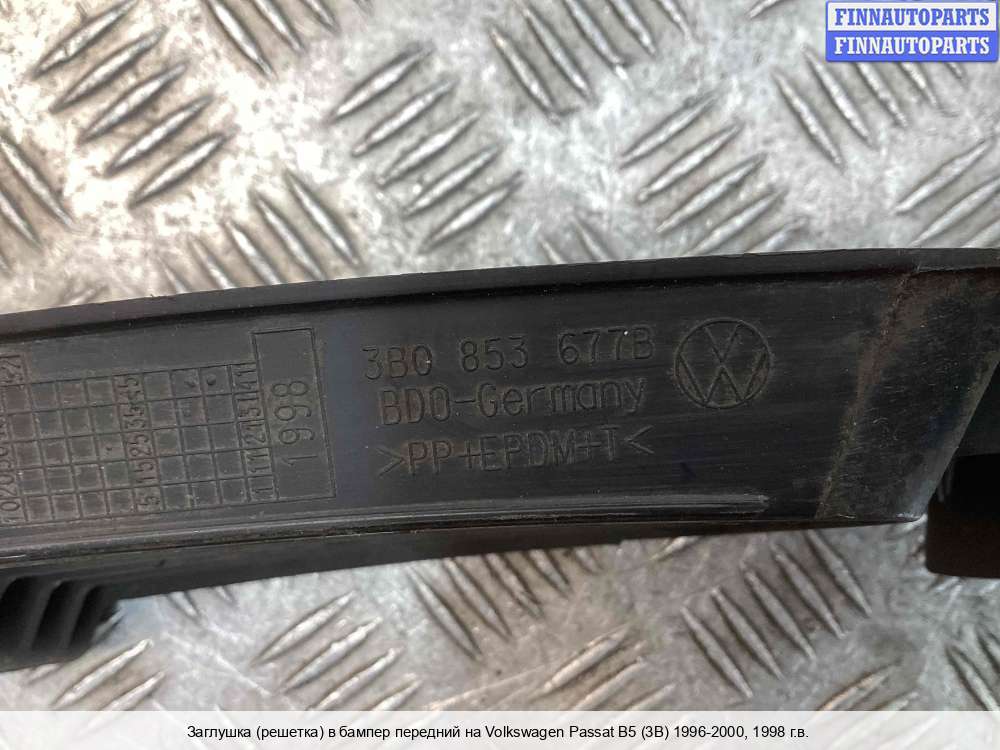 FINNAUTOPARTS
FINNAUTOPARTS
3B0 853 677B
BDO-Germany
>PP+EPDM+T<
1998
Заглушка (решетка) в бампер передний на Volkswagen Passat B5 (3B) 1996-2000, 1998 г.в.